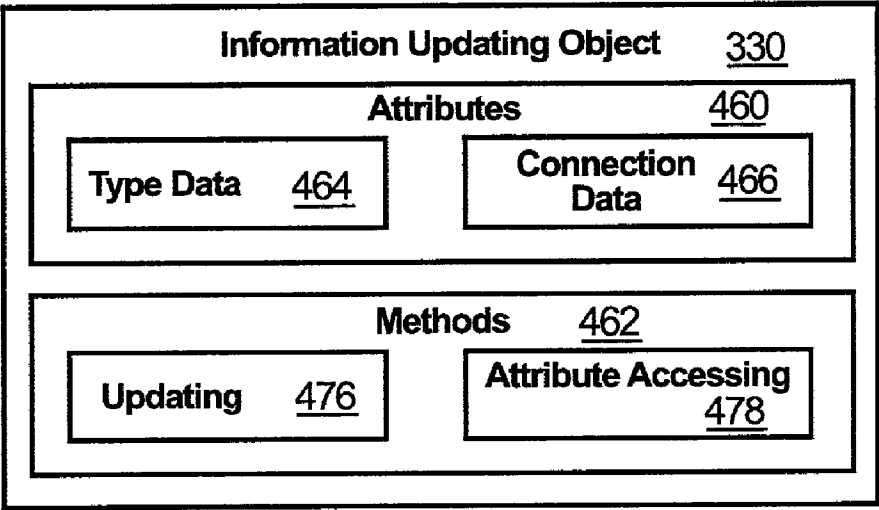 Information Updating Object 330
Attributes 460
Type Data 464
Connection Data 466
Methods 462
Updating 476
Attribute Accessing 478